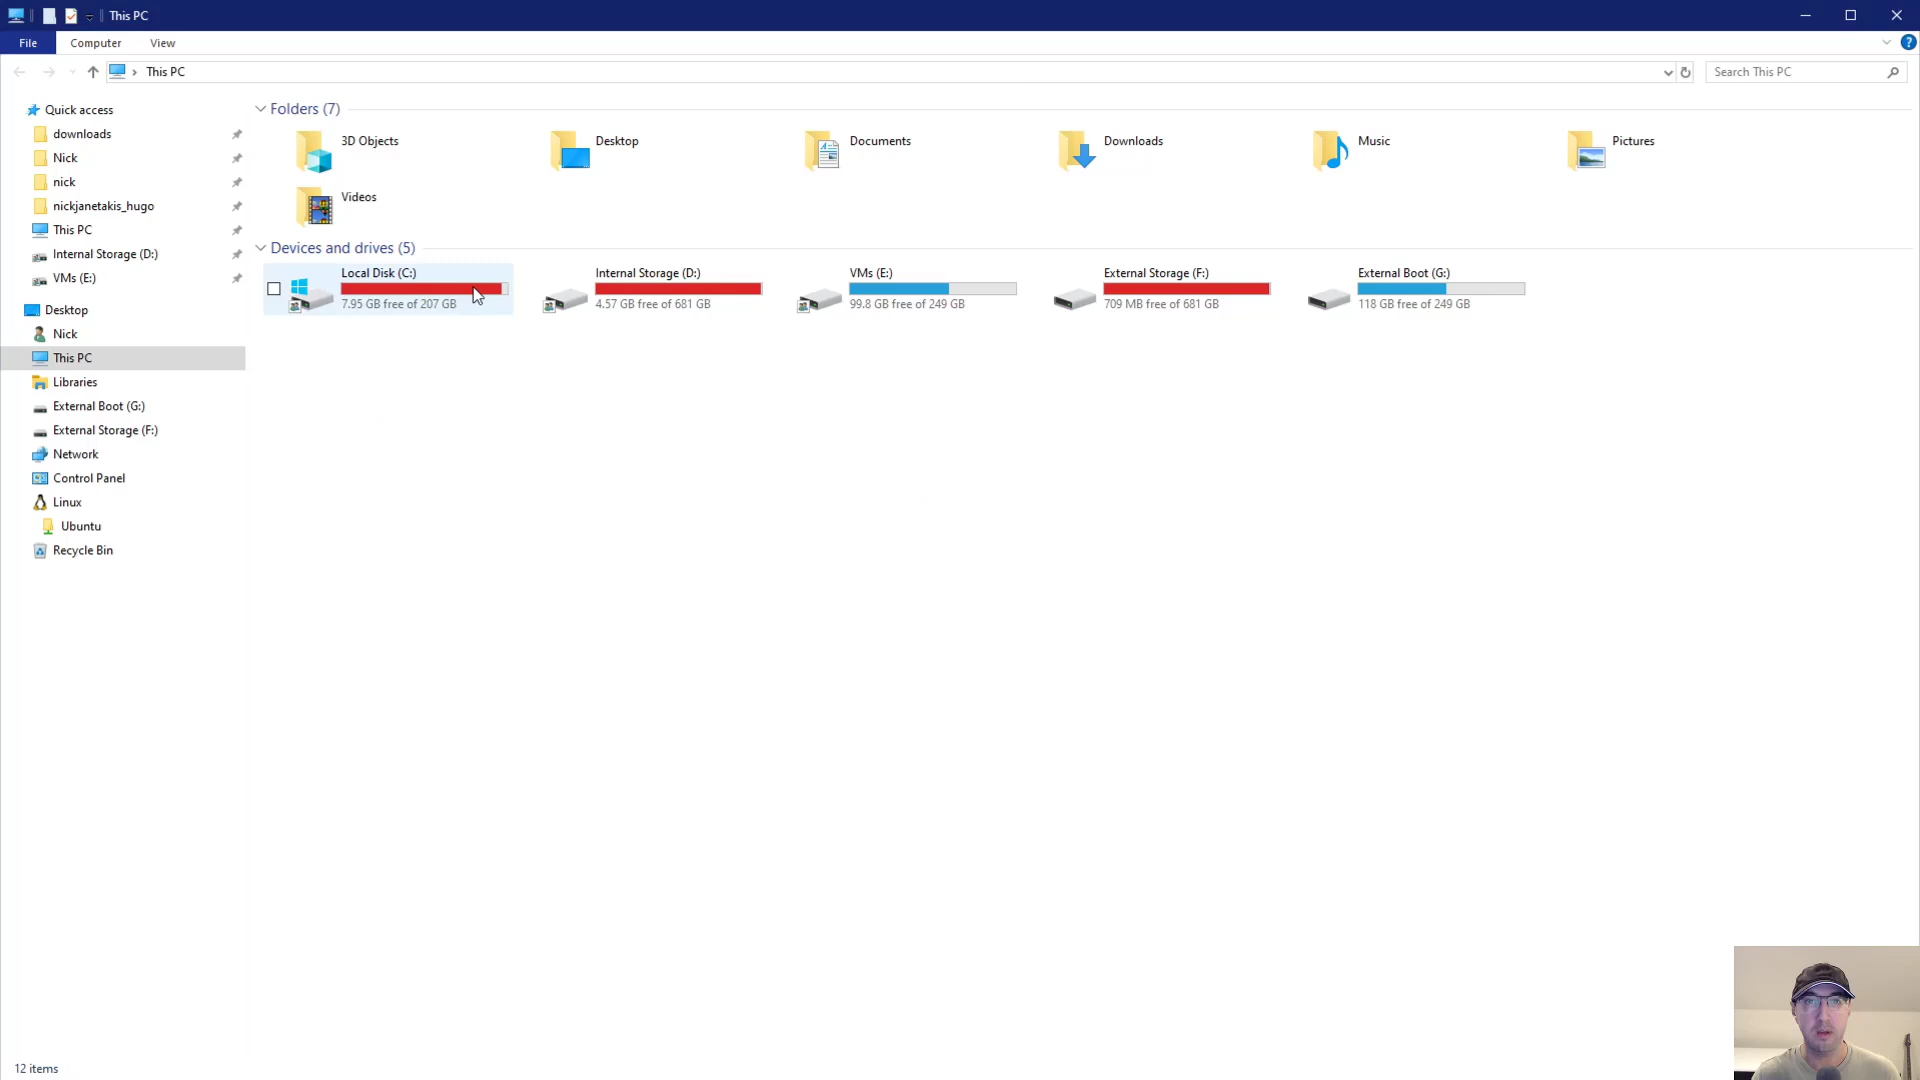 This PC
File
Computer
View
?
This PC
Search This PC
Quick access
downloads
Nick
nick
nickjanetakis_hugo
This PC
Internal Storage (D:)
VMs (E:)
Desktop
Nick
This PC
Libraries
External Boot (G:)
External Storage (F:)
Network
Control Panel
Linux
Ubuntu
Recycle Bin
Folders (7)
3D Objects
Desktop
Documents
Downloads
Music
Pictures
Videos
Devices and drives (5)
Local Disk (C:)
7.95 GB free of 207 GB
Internal Storage (D:)
4.57 GB free of 681 GB
VMs (E:)
99.8 GB free of 249 GB
External Storage (F:)
709 MB free of 681 GB
External Boot (G:)
118 GB free of 249 GB
12 items